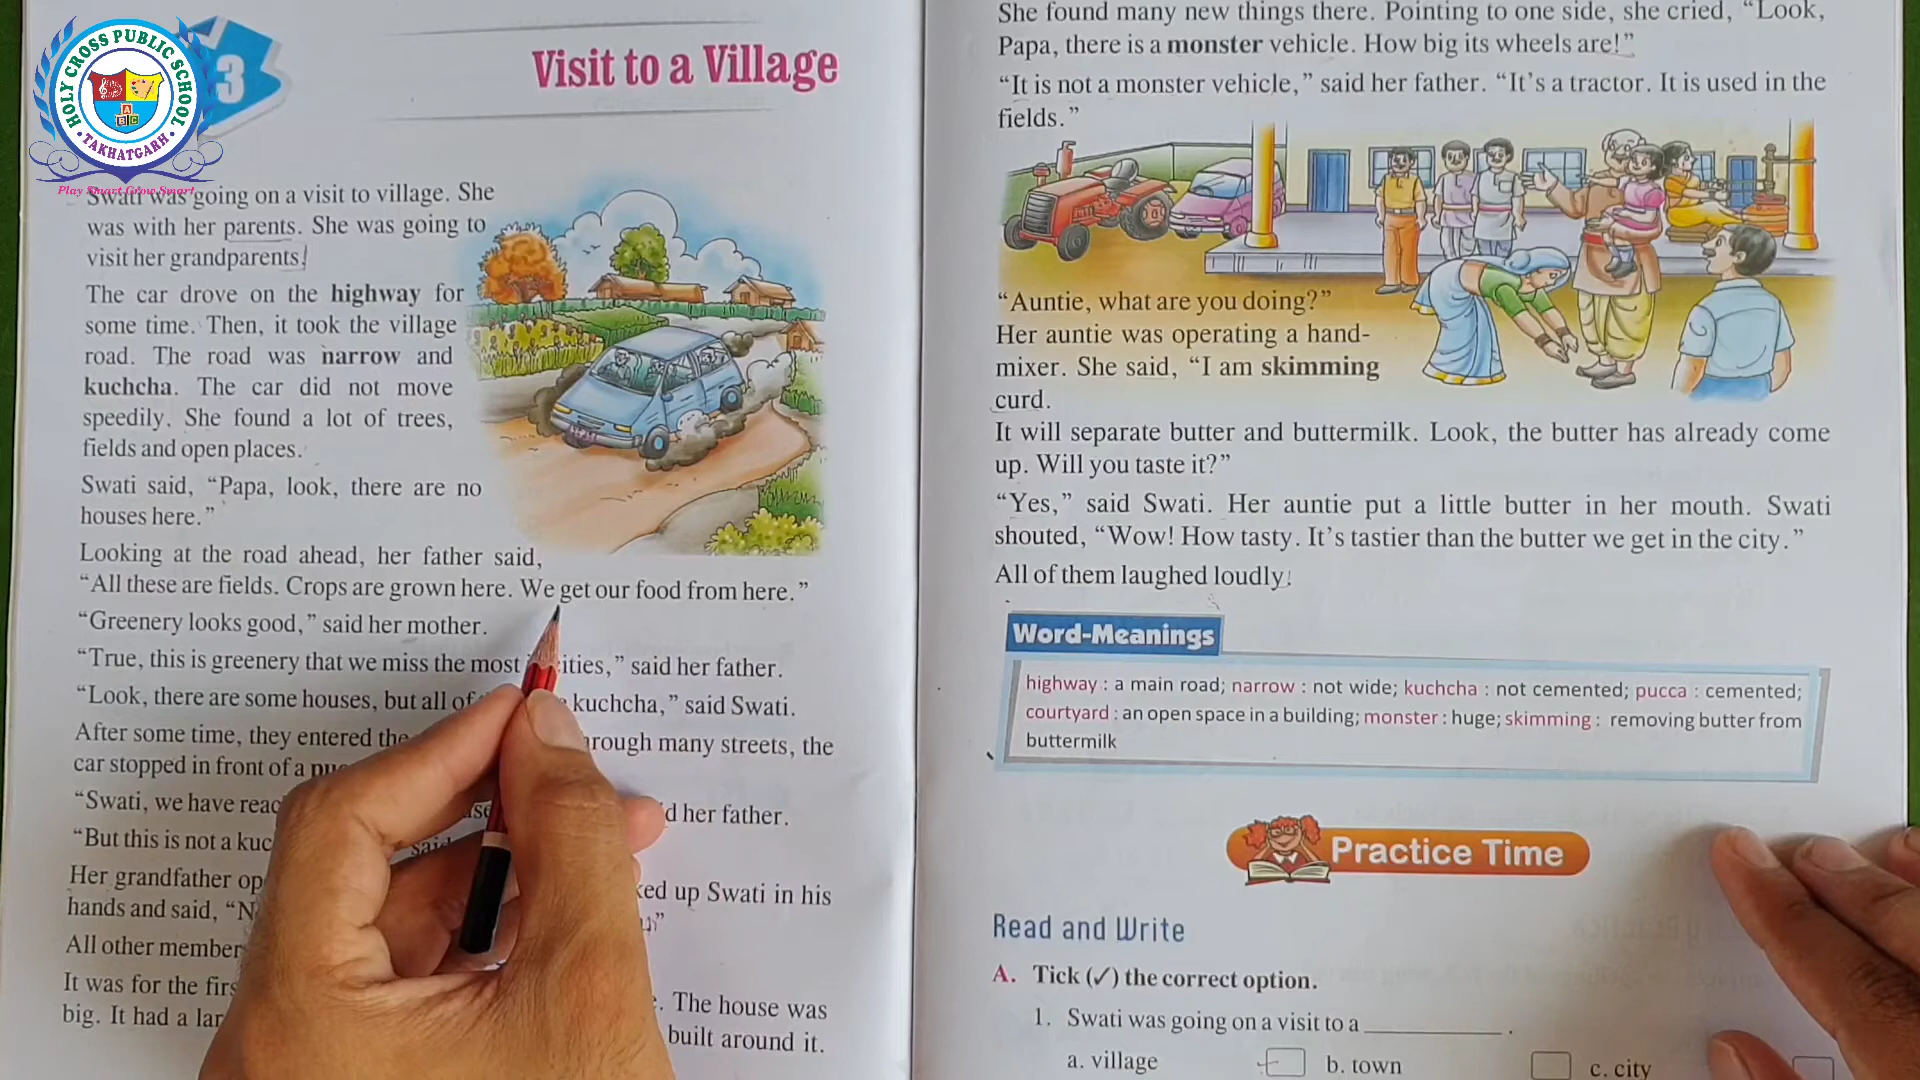 HOLY CROSS PUBLIC SCHOOL
TAKHATGARH
A
B C
Play Smart Grow Smart
3
Visit to a Village
Swati was going on a visit to village. She
was with her parents. She was going to
visit her grandparents.
The car drove on the highway for
some time. Then, it took the village
road. The road was narrow and
kuchcha. The car did not move
speedily. She found a lot of trees,
fields and open places.
Swati said, “Papa, look, there are no
houses here.”
Looking at the road ahead, her father said,
“All these are fields. Crops are grown here. We get our food from here.”
“Greenery looks good,” said her mother.
“True, this is greenery that we miss the most ities,” said her father.
“Look, there are some houses, but all of kuchcha,” said Swati.
After some time, they entered the rough many streets, the
car stopped in front of a
“Swati, we have reac d her father.
“But this is not a kuc said
Her grandfather op ked up Swati in his
hands and said, “N
All other member
It was for the firs The house was
big. It had a lar built around it.
She found many new things there. Pointing to one side, she cried, “Look,
Papa, there is a monster vehicle. How big its wheels are!”
“It is not a monster vehicle,” said her father. “It’s a tractor. It is used in the
fields.”
“Auntie, what are you doing?”
Her auntie was operating a hand-
mixer. She said, “I am skimming
curd.
It will separate butter and buttermilk. Look, the butter has already come
up. Will you taste it?”
“Yes,” said Swati. Her auntie put a little butter in her mouth. Swati
shouted, “Wow! How tasty. It’s tastier than the butter we get in the city.”
All of them laughed loudly.
Word-Meanings
highway : a main road; narrow : not wide; kuchcha : not cemented; pucca : cemented;
courtyard : an open space in a building; monster : huge; skimming : removing butter from
buttermilk
Practice Time
Read and Write
A. Tick (✓) the correct option.
1. Swati was going on a visit to a ____________ .
a. village b. town c. city